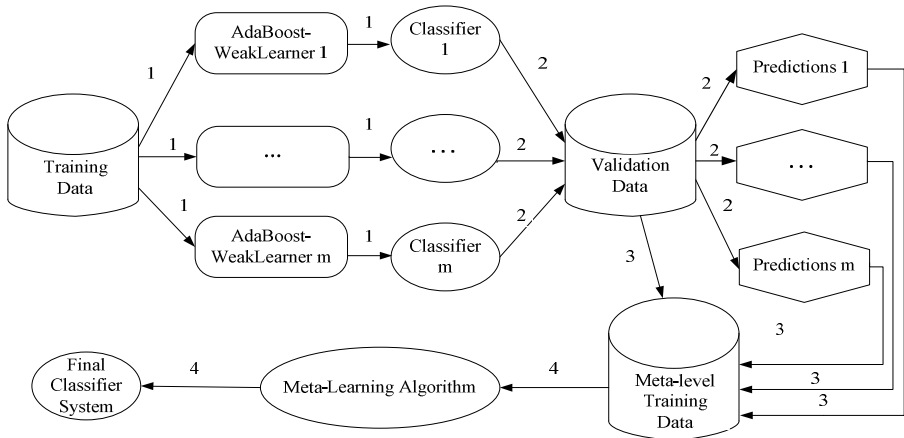 AdaBoost-
WeakLearner 1
1
Classifier
1
1
2
Predictions 1
2
Training
Data
1
...
1
...
2
Validation
Data
2
...
1
AdaBoost-
WeakLearner m
1
Classifier
m
2
2
Predictions m
3
3
Final
Classifier
System
4
Meta-Learning Algorithm
4
Meta-level
Training
Data
3
3